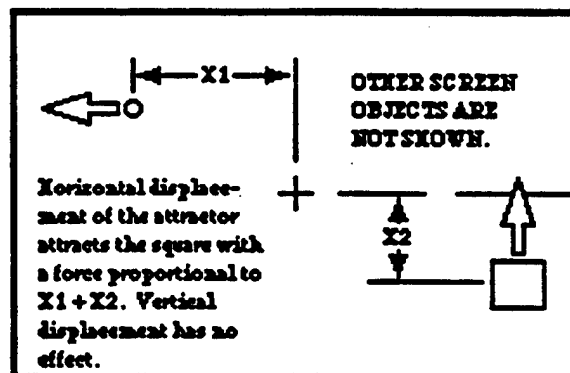 X1
OTHER SCREEN
OBJECTS ARE
NOT SHOWN.
Horizontal displace-
ment of the attractor
attracts the square with
a force proportional to
X1 + X2. Vertical
displacement has no
effect.
X2